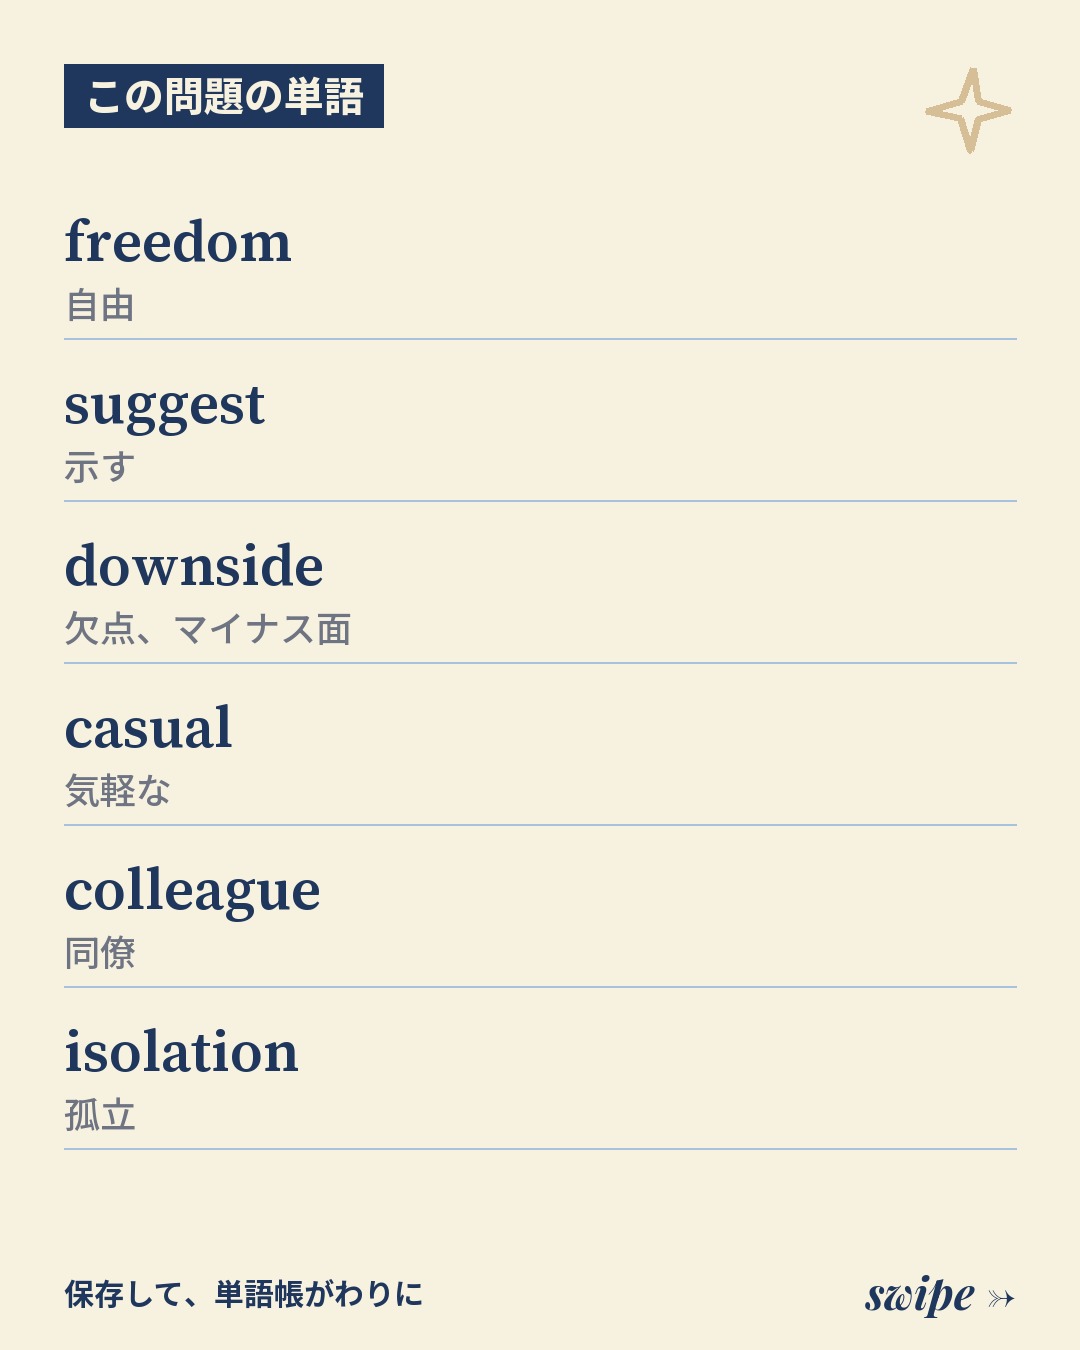 この問題の単語
freedom
自由
suggest
示す
downside
欠点、マイナス面
casual
気軽な
colleague
同僚
isolation
孤立
保存して、単語帳がわりに
swipe